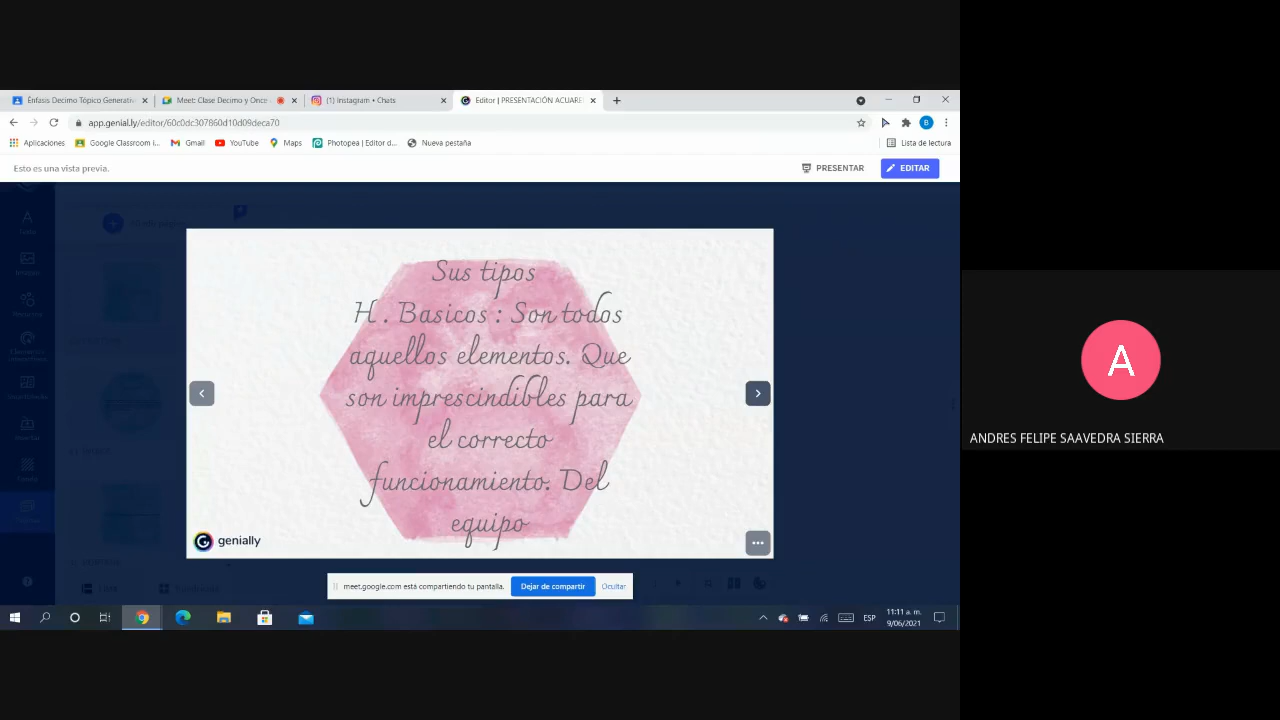 Énfasis Decimo Tópico Generativ
Meet: Clase Decimo y Once
(1) Instagram • Chats
Editor | PRESENTACIÓN ACUARE
app.genial.ly/editor/60c0dc307860d10d09deca70
B
Aplicaciones
Google Classroom i...
Gmail
YouTube
Maps
Photopea | Editor d...
Nueva pestaña
Lista de lectura
Esto es una vista previa.
PRESENTAR
EDITAR
Sus tipos
H . Basicos : Son todos
aquellos elementos. Que
son imprescindibles para
el correcto
funcionamiento. Del
equipo
genially
meet.google.com está compartiendo tu pantalla.
Dejar de compartir
Ocultar
ESP
11:11 a. m.
9/06/2021
A
ANDRES FELIPE SAAVEDRA SIERRA